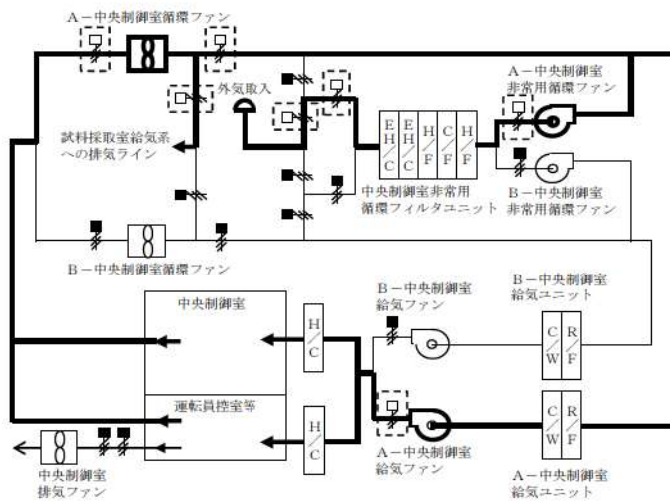 A－中央制御室循環ファン
外気取入
A－中央制御室
非常用循環ファン
試料採取室給気系
への排気ライン
E
H
/
C
E
H
/
C
H
/
F
C
/
F
H
/
F
中央制御室非常用
循環フィルタユニット
B－中央制御室
非常用循環ファン
B－中央制御室循環ファン
中央制御室
H
/
C
B－中央制御室
給気ファン
B－中央制御室
給気ユニット
C
/
W
R
/
F
運転員控室等
H
/
C
C
/
W
R
/
F
中央制御室
排気ファン
A－中央制御室
給気ファン
A－中央制御室
給気ユニット